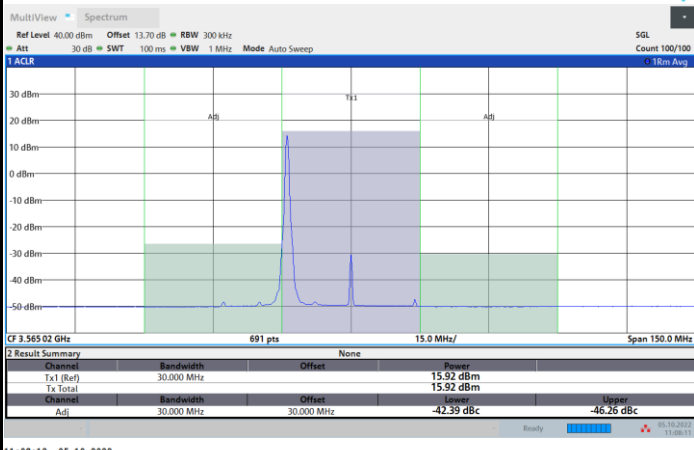 MultiView Spectrum
Ref Level 40.00 dBm Offset 13.70 dB RBW 300 kHz SGL
Att 30 dB SWT 100 ms VBW 1 MHz Mode Auto Sweep Count 100/100
1 ACLR 1Rm Avg
30 dBm
Tx1
20 dBm Adj Adj
10 dBm
0 dBm
-10 dBm
-20 dBm
-30 dBm
-40 dBm
-50 dBm
CF 3.565 02 GHz 691 pts 15.0 MHz/ Span 150.0 MHz
2 Result Summary None
Channel Bandwidth Offset Power
Tx1 (Ref) 30.000 MHz 15.92 dBm
Tx Total 15.92 dBm
Channel Bandwidth Offset Lower Upper
Adj 30.000 MHz 30.000 MHz -42.39 dBc -46.26 dBc
Ready 05.10.2022
11:08:11